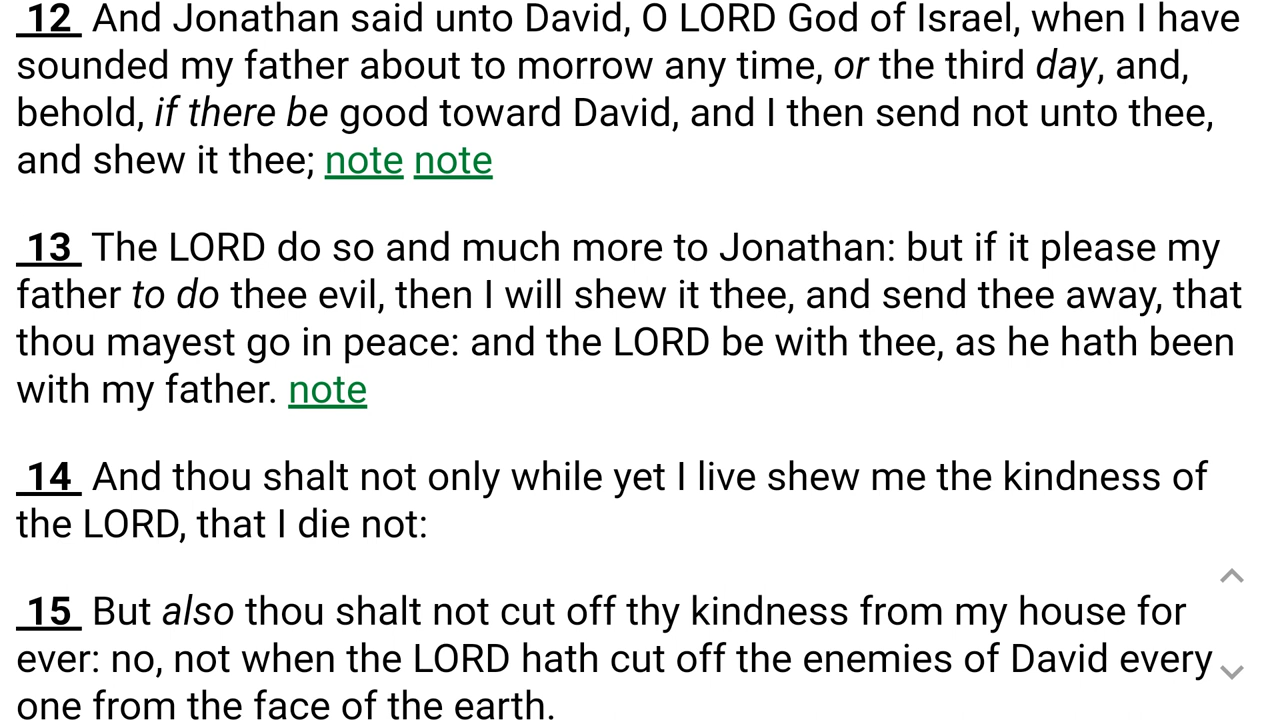 12 And Jonathan said unto David, O LORD God of Israel, when I have
sounded my father about to morrow any time, or the third day, and,
behold, if there be good toward David, and I then send not unto thee,
and shew it thee; note note
13 The LORD do so and much more to Jonathan: but if it please my
father to do thee evil, then I will shew it thee, and send thee away, that
thou mayest go in peace: and the LORD be with thee, as he hath been
with my father. note
14 And thou shalt not only while yet I live shew me the kindness of
the LORD, that I die not:
15 But also thou shalt not cut off thy kindness from my house for
ever: no, not when the LORD hath cut off the enemies of David every
one from the face of the earth.